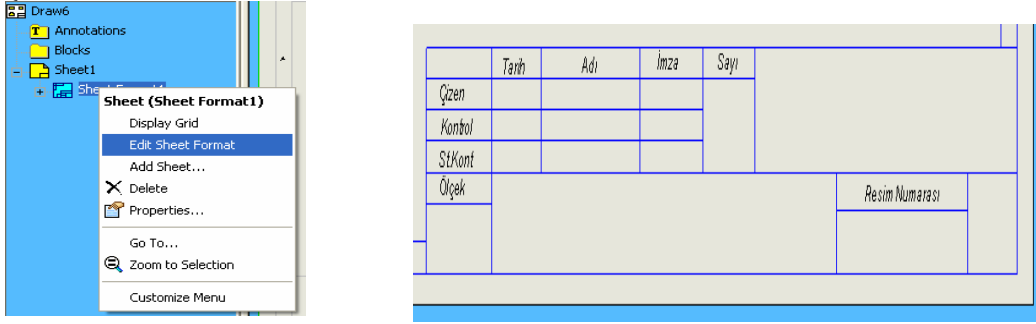 Draw6
Annotations
Blocks
Sheet1
Sheet (Sheet Format1)
Display Grid
Edit Sheet Format
Add Sheet...
Delete
Properties...
Go To...
Zoom to Selection
Customize Menu
Tarih Adı İmza Sayı
Çizen
Kontrol
St.Kont
Ölçek Resim Numarası